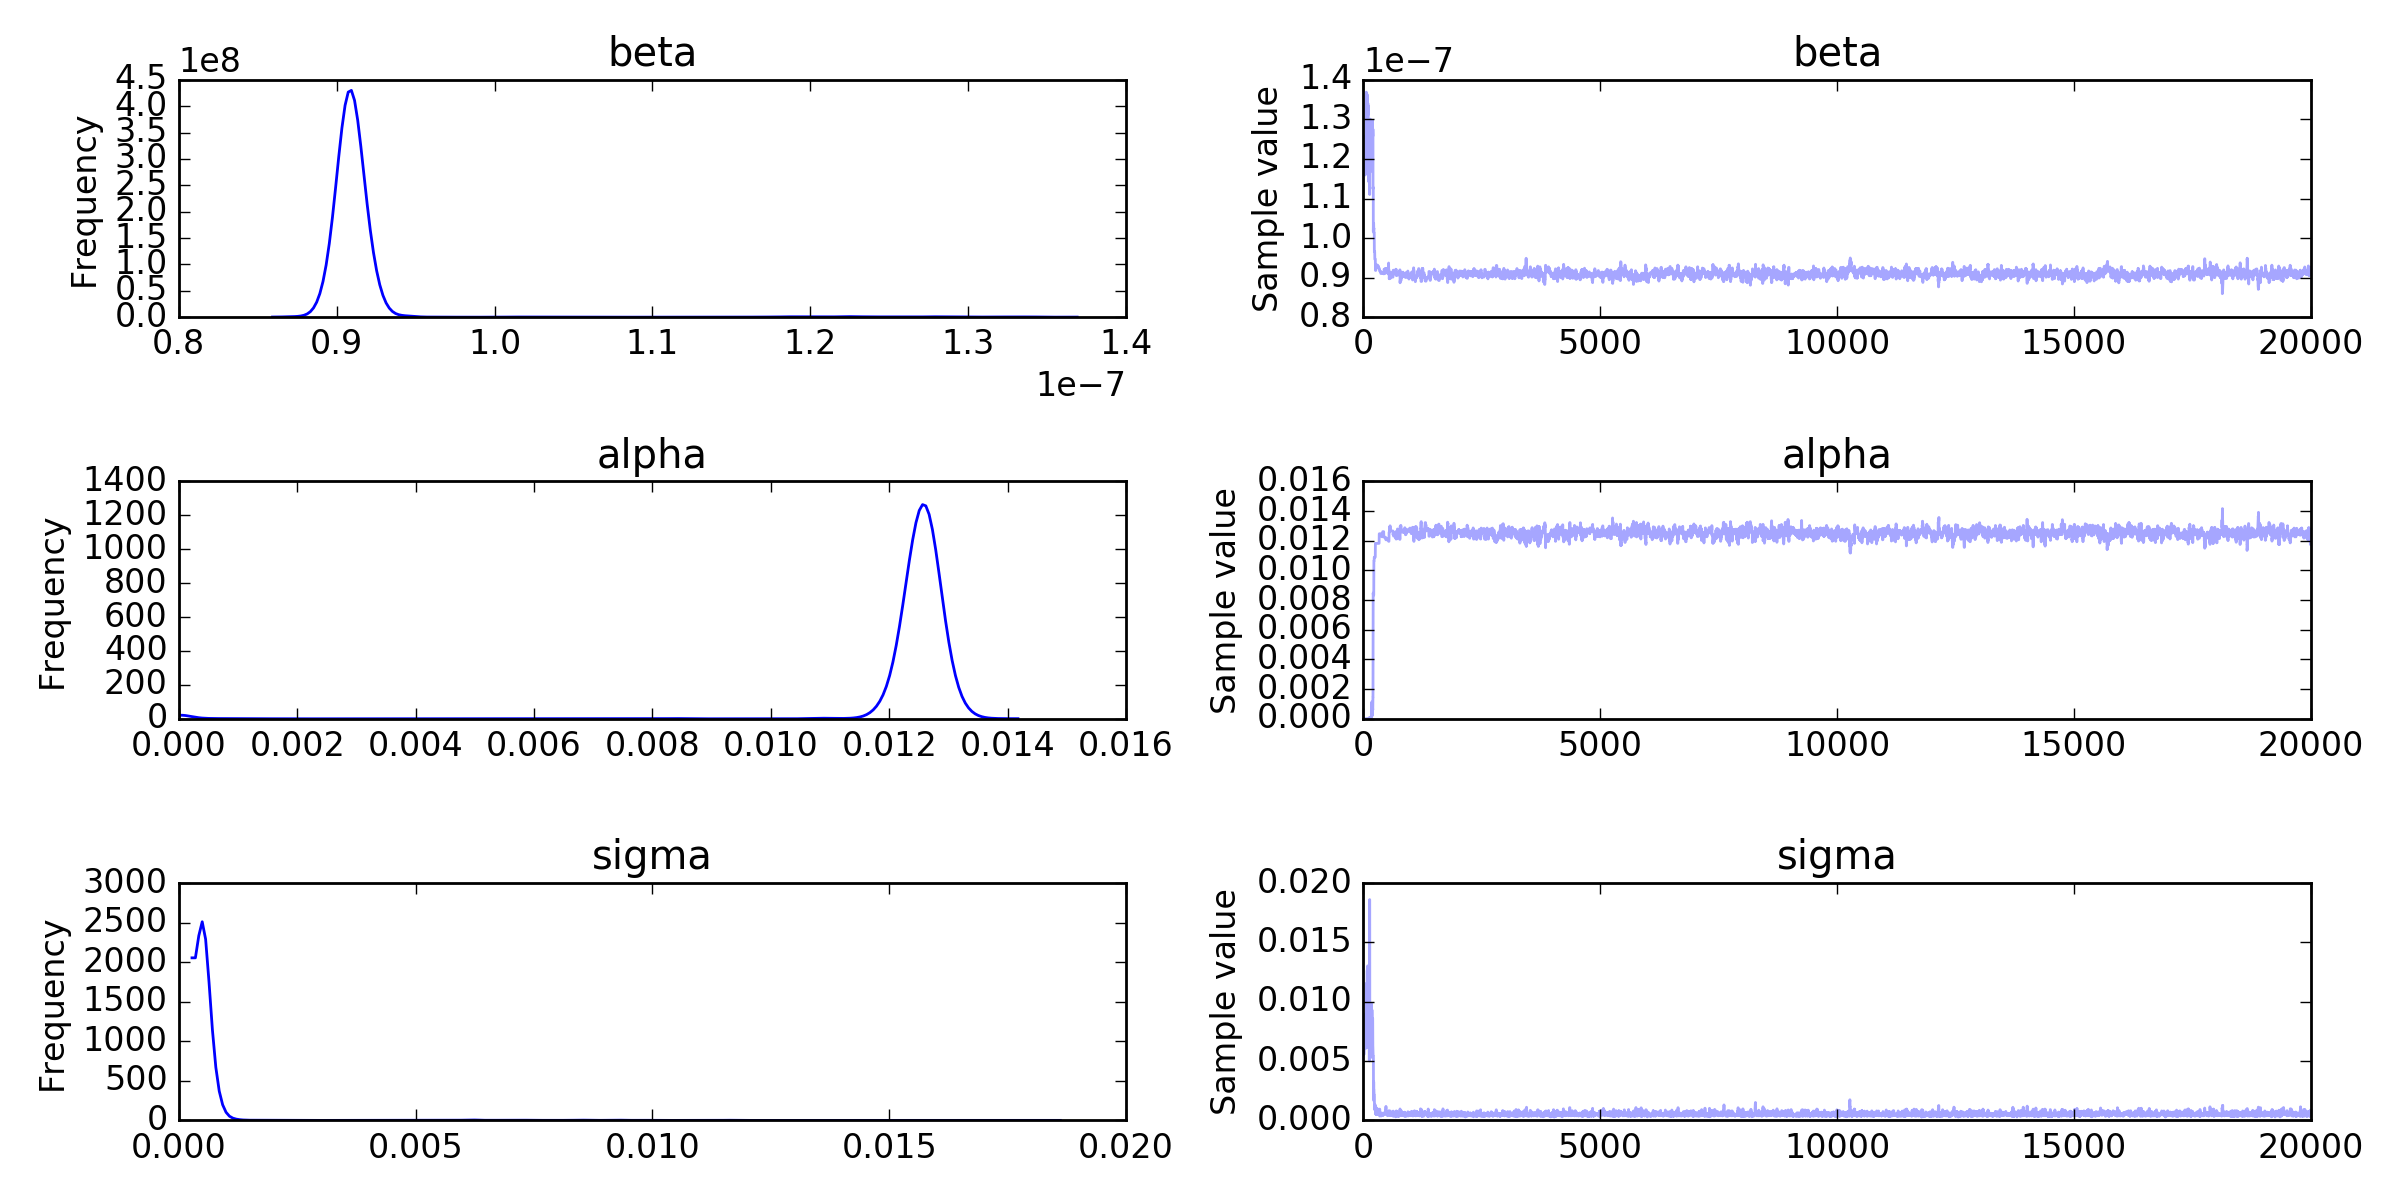 beta
1e8
Frequency
4.5
4.0
3.5
3.0
2.5
2.0
1.5
1.0
0.5
0.0
0.8 0.9 1.0 1.1 1.2 1.3 1.4
1e−7
beta
1e−7
Sample value
1.4
1.3
1.2
1.1
1.0
0.9
0.8
0 5000 10000 15000 20000
alpha
Frequency
1400
1200
1000
800
600
400
200
0
0.000 0.002 0.004 0.006 0.008 0.010 0.012 0.014 0.016
alpha
Sample value
0.016
0.014
0.012
0.010
0.008
0.006
0.004
0.002
0.000
0 5000 10000 15000 20000
sigma
Frequency
3000
2500
2000
1500
1000
500
0
0.000 0.005 0.010 0.015 0.020
sigma
Sample value
0.020
0.015
0.010
0.005
0.000
0 5000 10000 15000 20000